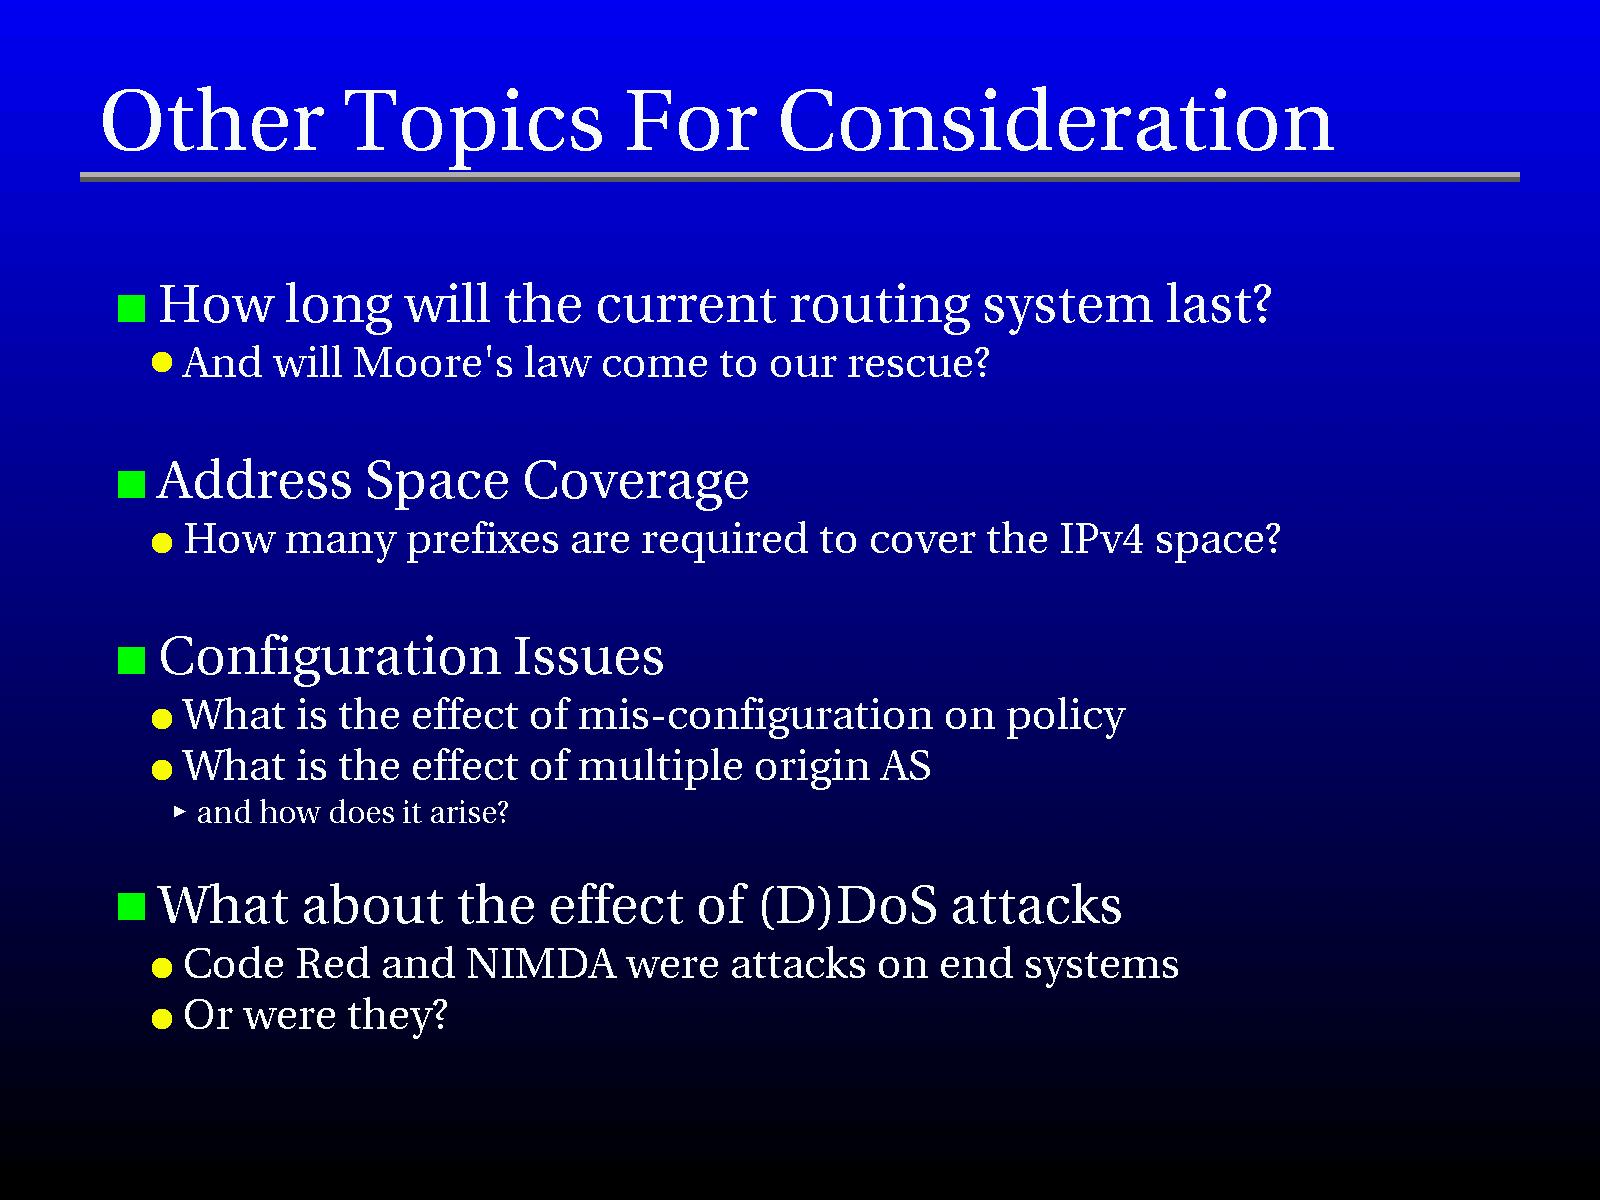 Other Topics For Consideration
How long will the current routing system last?
And will Moore's law come to our rescue?
Address Space Coverage
How many prefixes are required to cover the IPv4 space?
Configuration Issues
What is the effect of mis-configuration on policy
What is the effect of multiple origin AS
and how does it arise?
What about the effect of (D)DoS attacks
Code Red and NIMDA were attacks on end systems
Or were they?